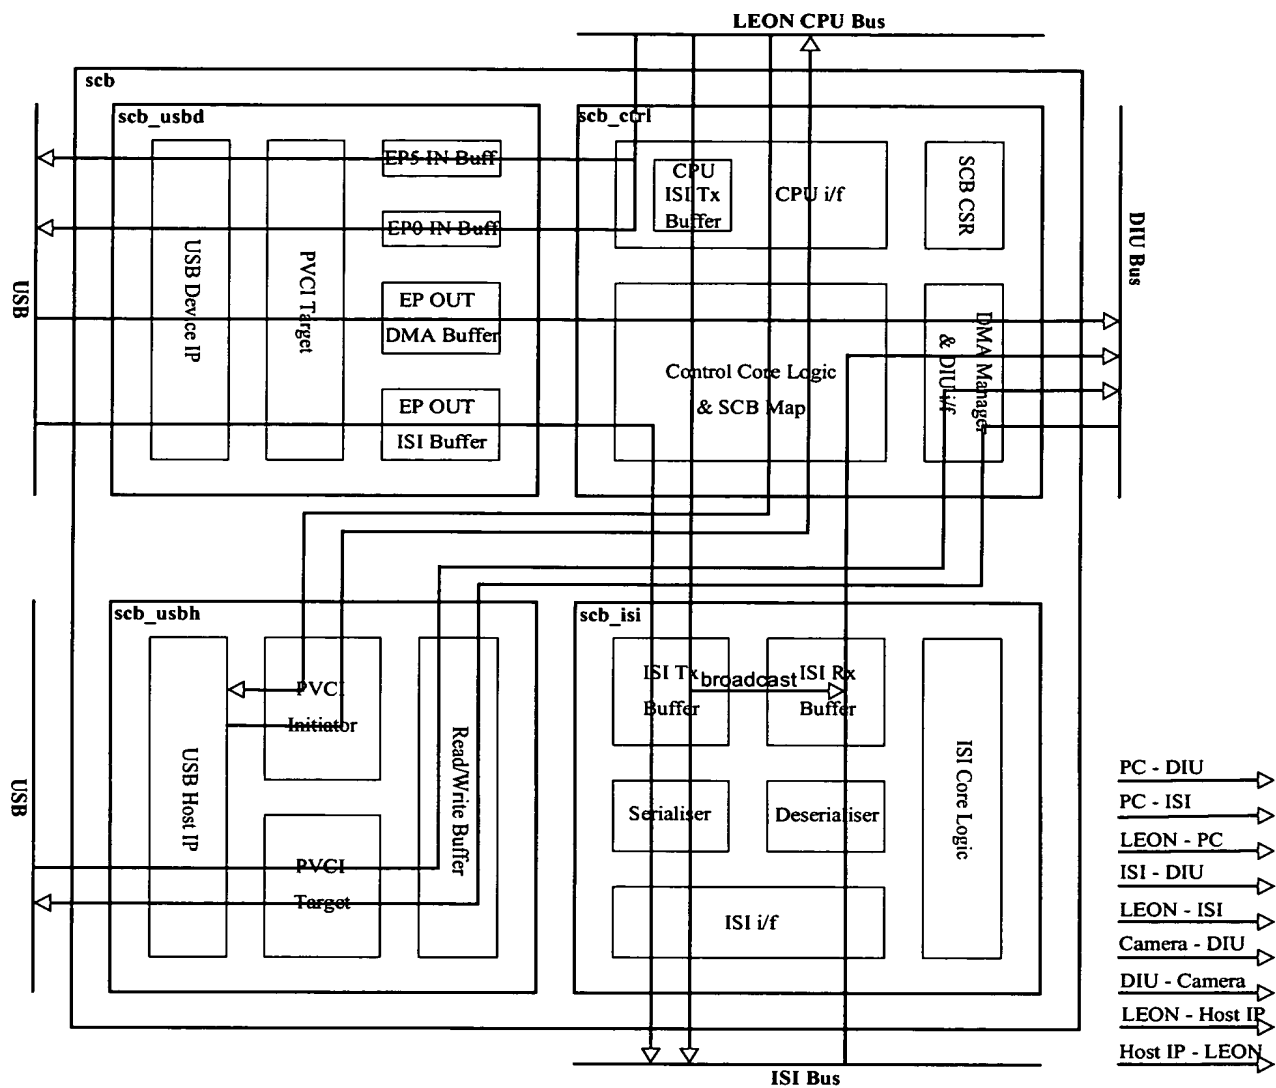 LEON CPU Bus
scb
scb_usbd
scb_ctrl
EP5 IN Buff
CPU
ISI Tx
Buffer
CPU i/f
SCB CSR
EP0 IN Buff
USB
USB Device IP
PVCI Target
EP OUT
DMA Buffer
EP OUT
ISI Buffer
Control Core Logic
& SCB Map
DMA Manager
& DIU i/f
DIU Bus
scb_usbh
scb_isi
USB
USB Host IP
PVCI
Initiator
PVCI
Target
Read/Write Buffer
ISI Tx
Buffer
broadcast
ISI Rx
Buffer
Serialiser
Deserialiser
ISI i/f
ISI Core Logic
ISI Bus
PC - DIU
PC - ISI
LEON - PC
ISI - DIU
LEON - ISI
Camera - DIU
DIU - Camera
LEON - Host IP
Host IP - LEON